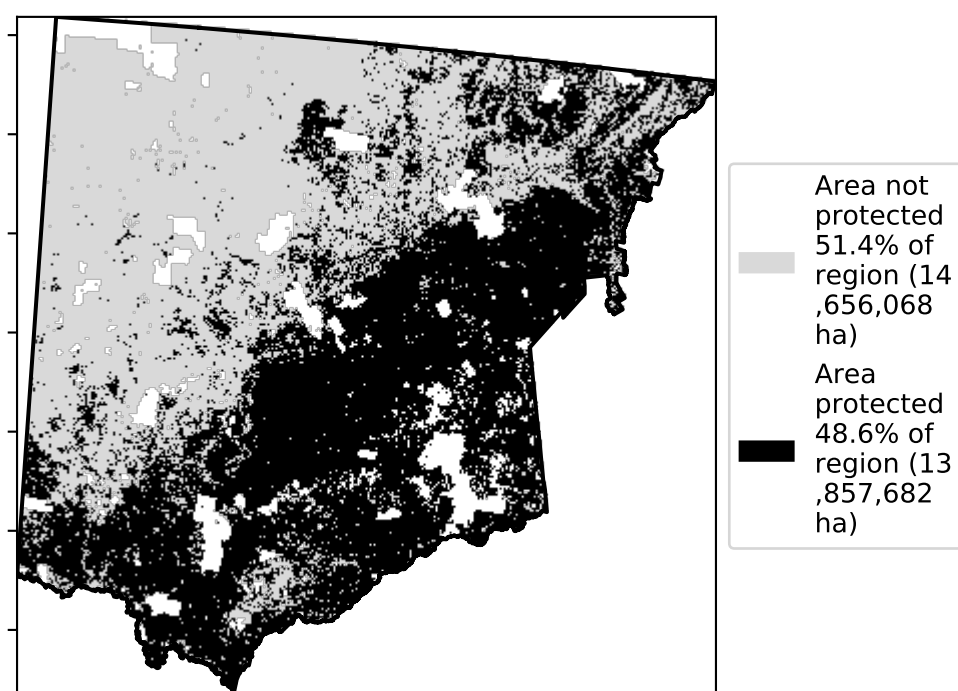 Area not
protected
51.4% of
region (14
,656,068
ha)
Area
protected
48.6% of
region (13
,857,682
ha)